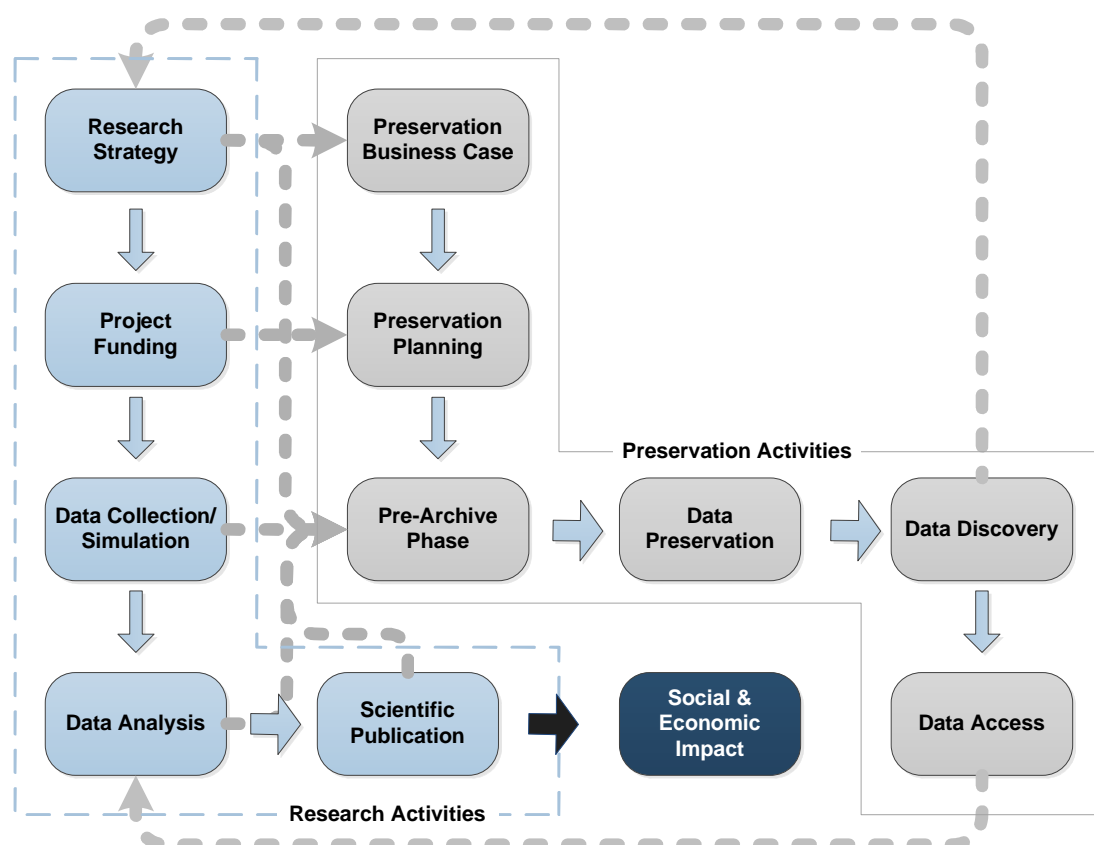 Research
Strategy
Preservation
Business Case
Project
Funding
Preservation
Planning
Preservation Activities
Data Collection/
Simulation
Pre-Archive
Phase
Data
Preservation
Data Discovery
Data Analysis
Scientific
Publication
Social &
Economic
Impact
Data Access
Research Activities